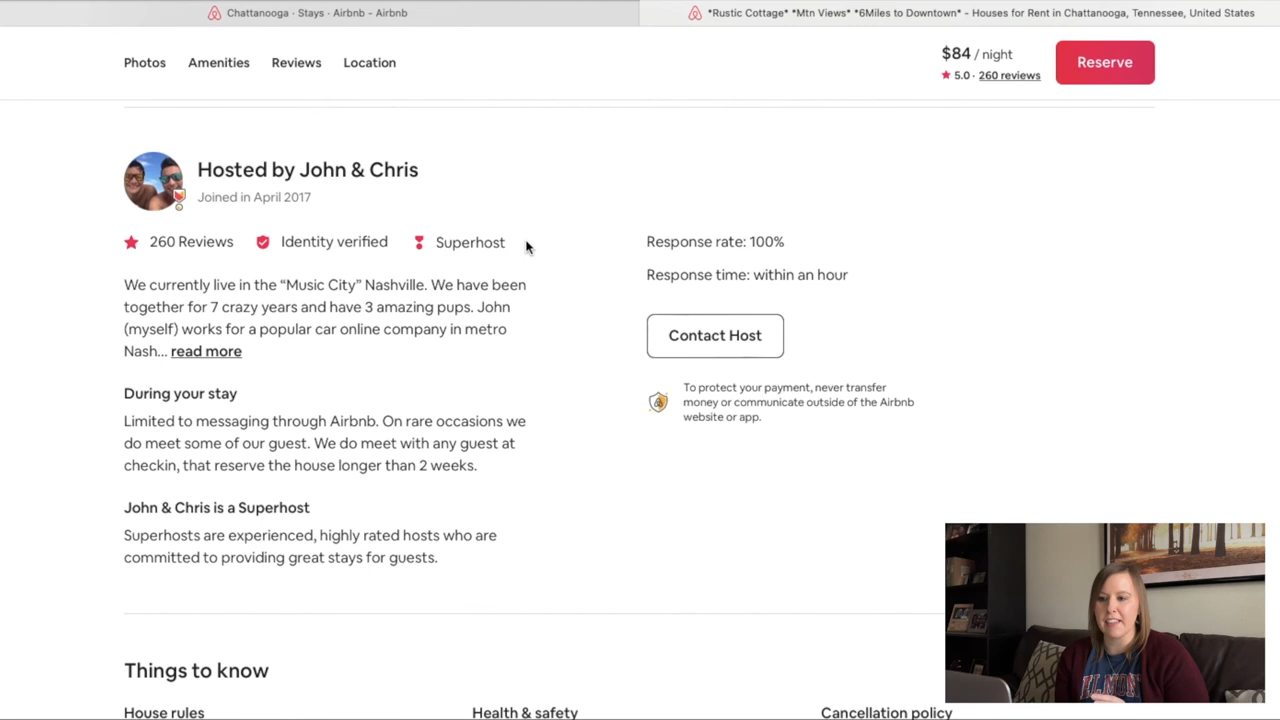 Chattanooga · Stays · Airbnb - Airbnb
*Rustic Cottage* *Mtn Views* *6Miles to Downtown* - Houses for Rent in Chattanooga, Tennessee, United States
Photos Amenities Reviews Location
$84 / night
5.0 · 260 reviews
Reserve
Hosted by John & Chris
Joined in April 2017
260 Reviews Identity verified Superhost
We currently live in the “Music City” Nashville. We have been
together for 7 crazy years and have 3 amazing pups. John
(myself) works for a popular car online company in metro
Nash... read more
During your stay
Limited to messaging through Airbnb. On rare occasions we
do meet some of our guest. We do meet with any guest at
checkin, that reserve the house longer than 2 weeks.
John & Chris is a Superhost
Superhosts are experienced, highly rated hosts who are
committed to providing great stays for guests.
Response rate: 100%
Response time: within an hour
Contact Host
To protect your payment, never transfer
money or communicate outside of the Airbnb
website or app.
Things to know
House rules Health & safety Cancellation policy